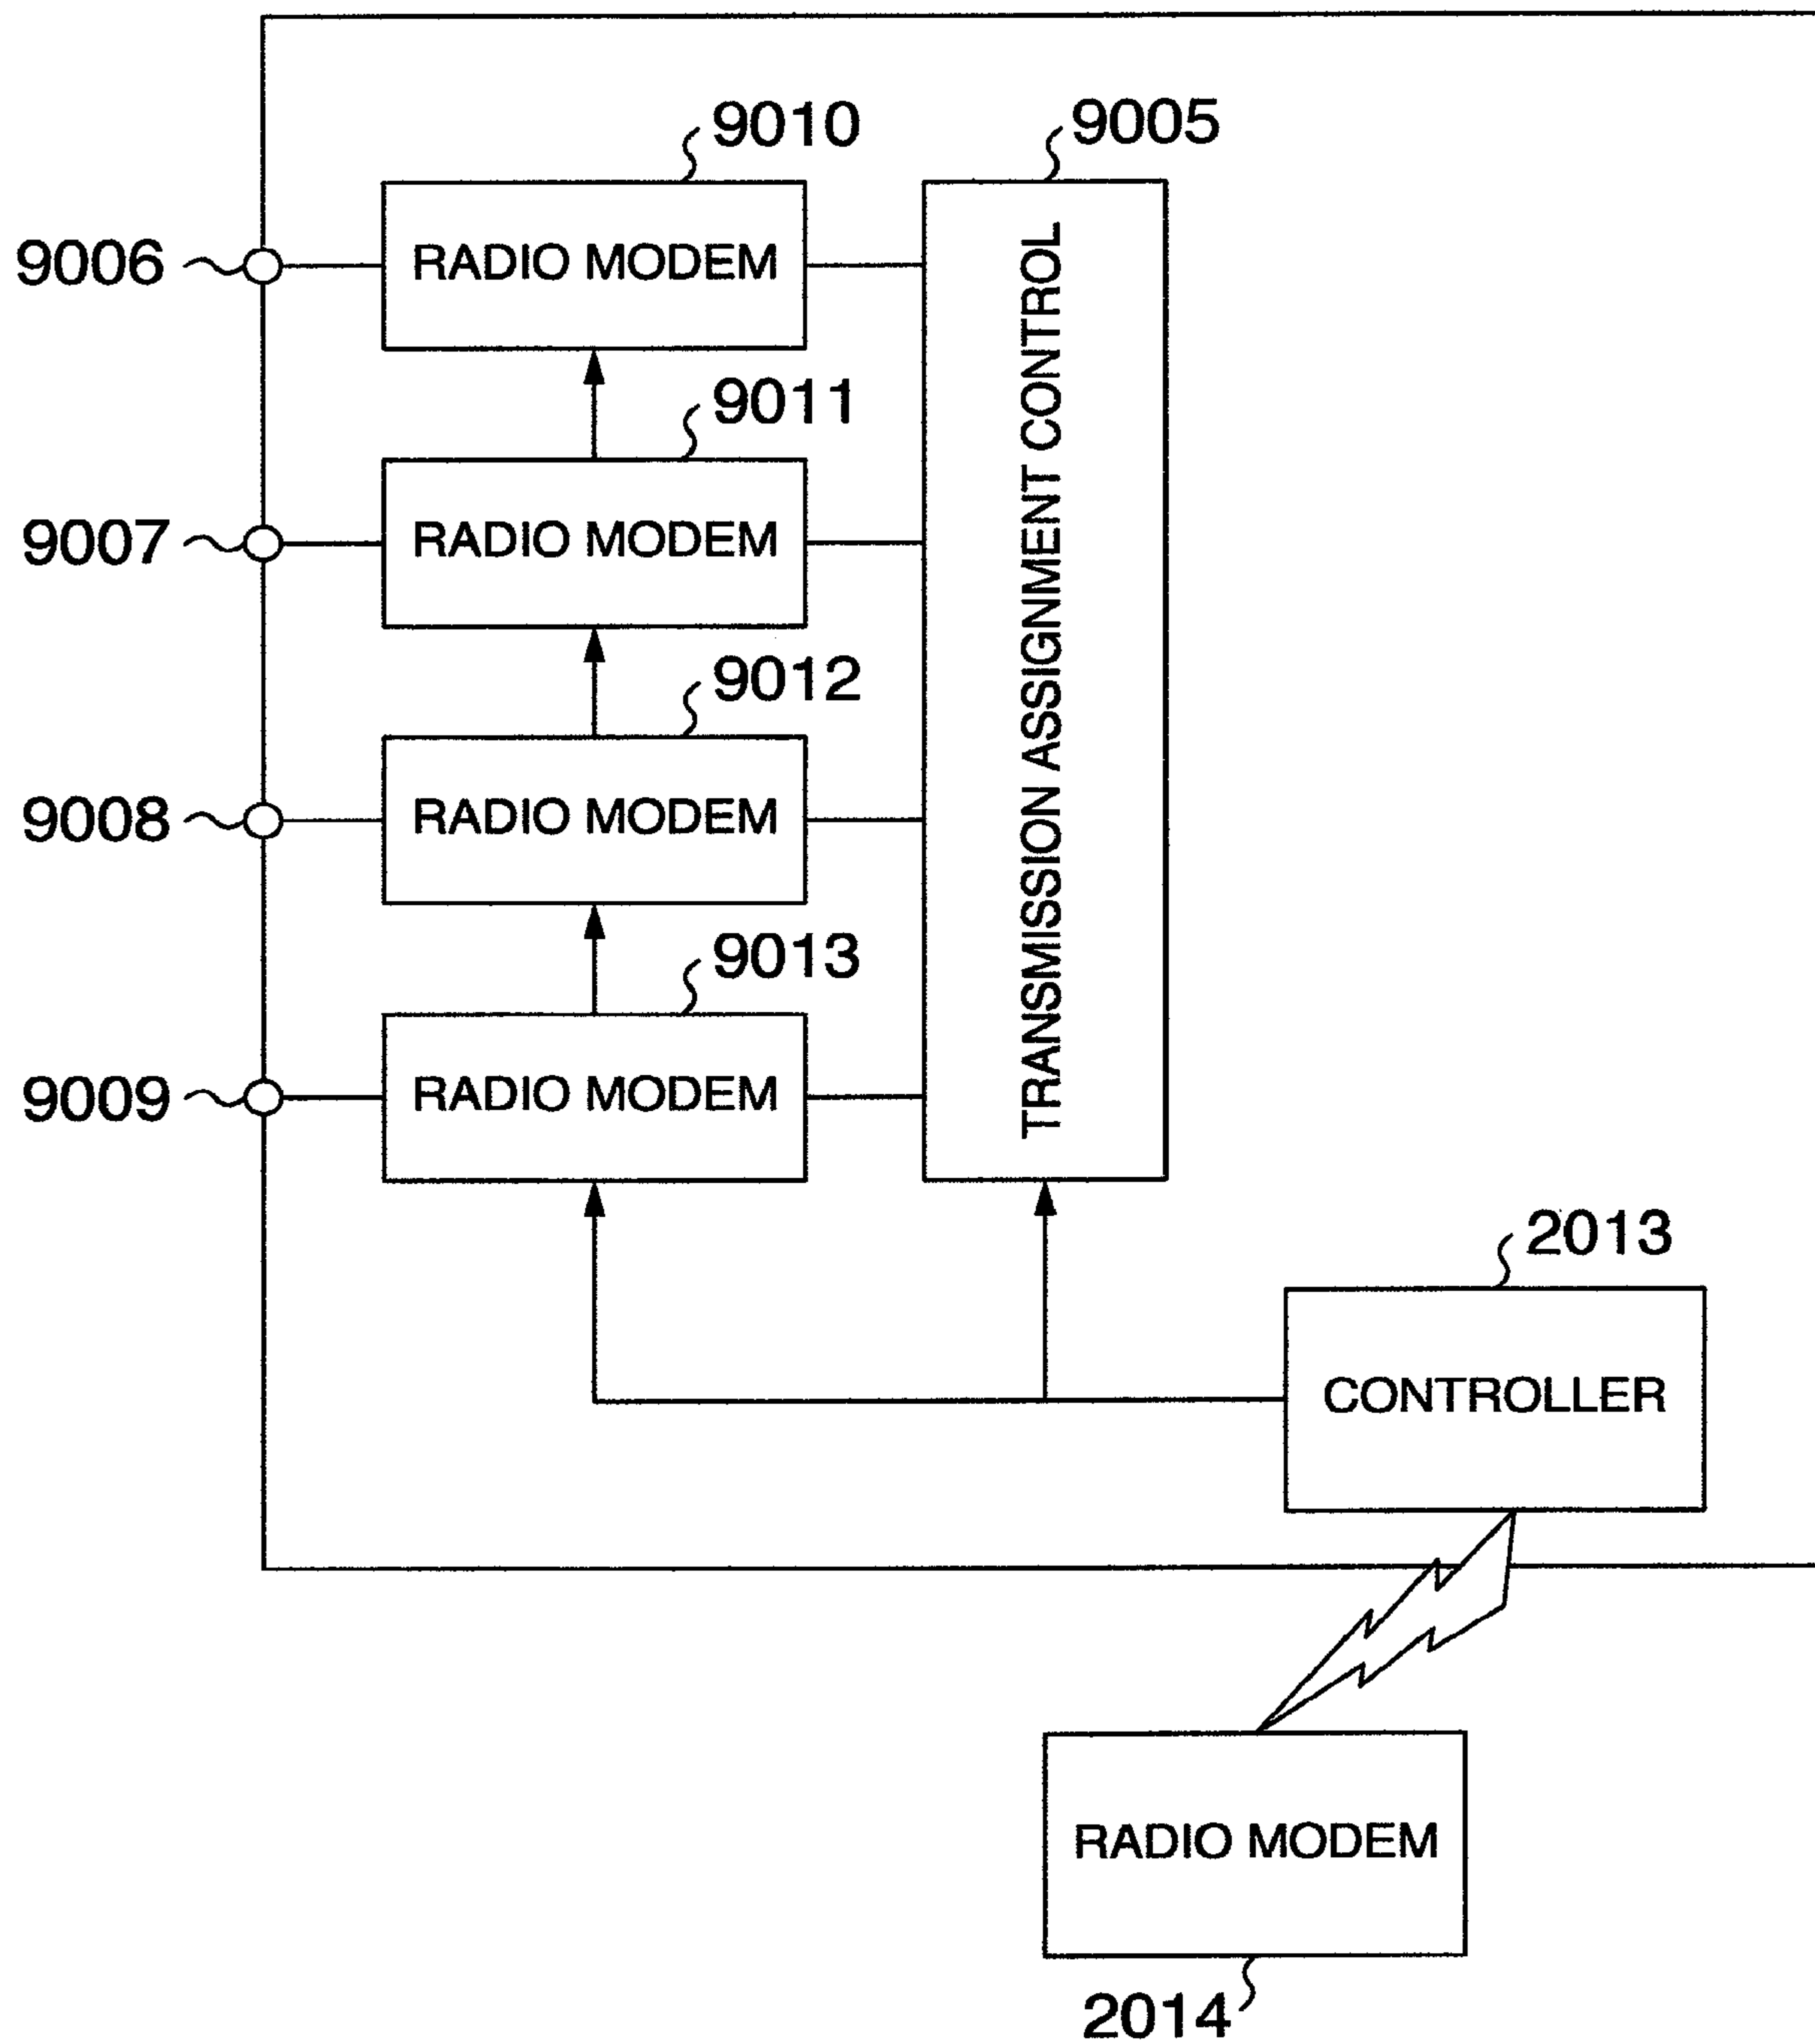 9010
9005
9006
RADIO MODEM
TRANSMISSION ASSIGNMENT CONTROL
9011
9007
RADIO MODEM
9012
9008
RADIO MODEM
9013
9009
RADIO MODEM
2013
CONTROLLER
RADIO MODEM
2014